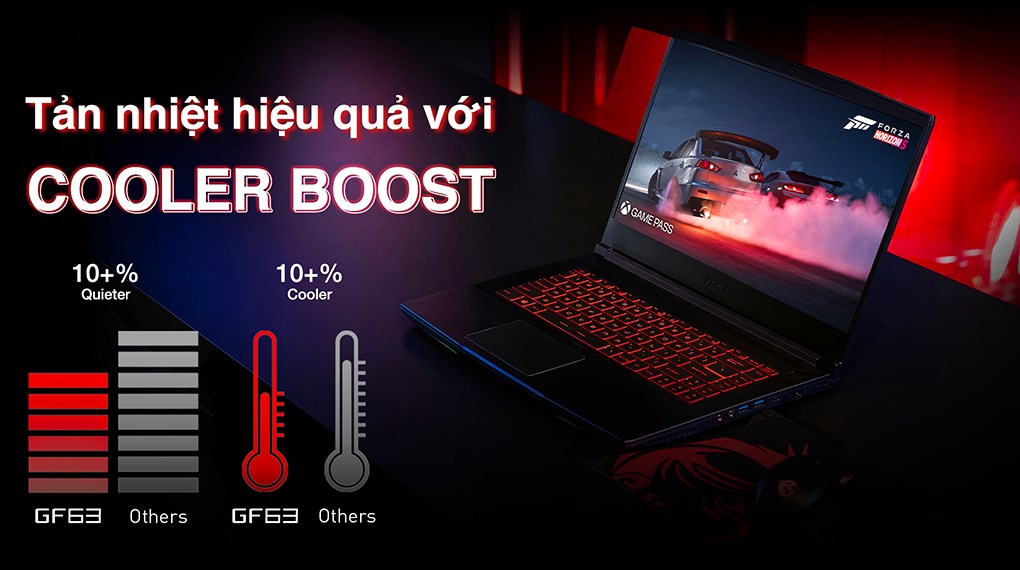 Tản nhiệt hiệu quả với
COOLER BOOST
10+%
Quieter
10+%
Cooler
GF63
Others
GF63
Others
FORZA
HORIZON 5
GAME PASS
msi